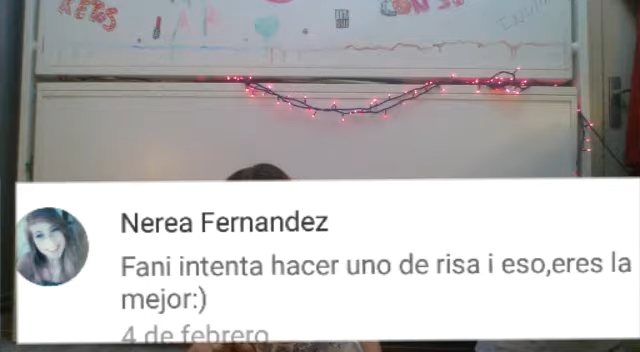 Nerea Fernandez
Fani intenta hacer uno de risa i eso,eres la
mejor:)
4 de febrero